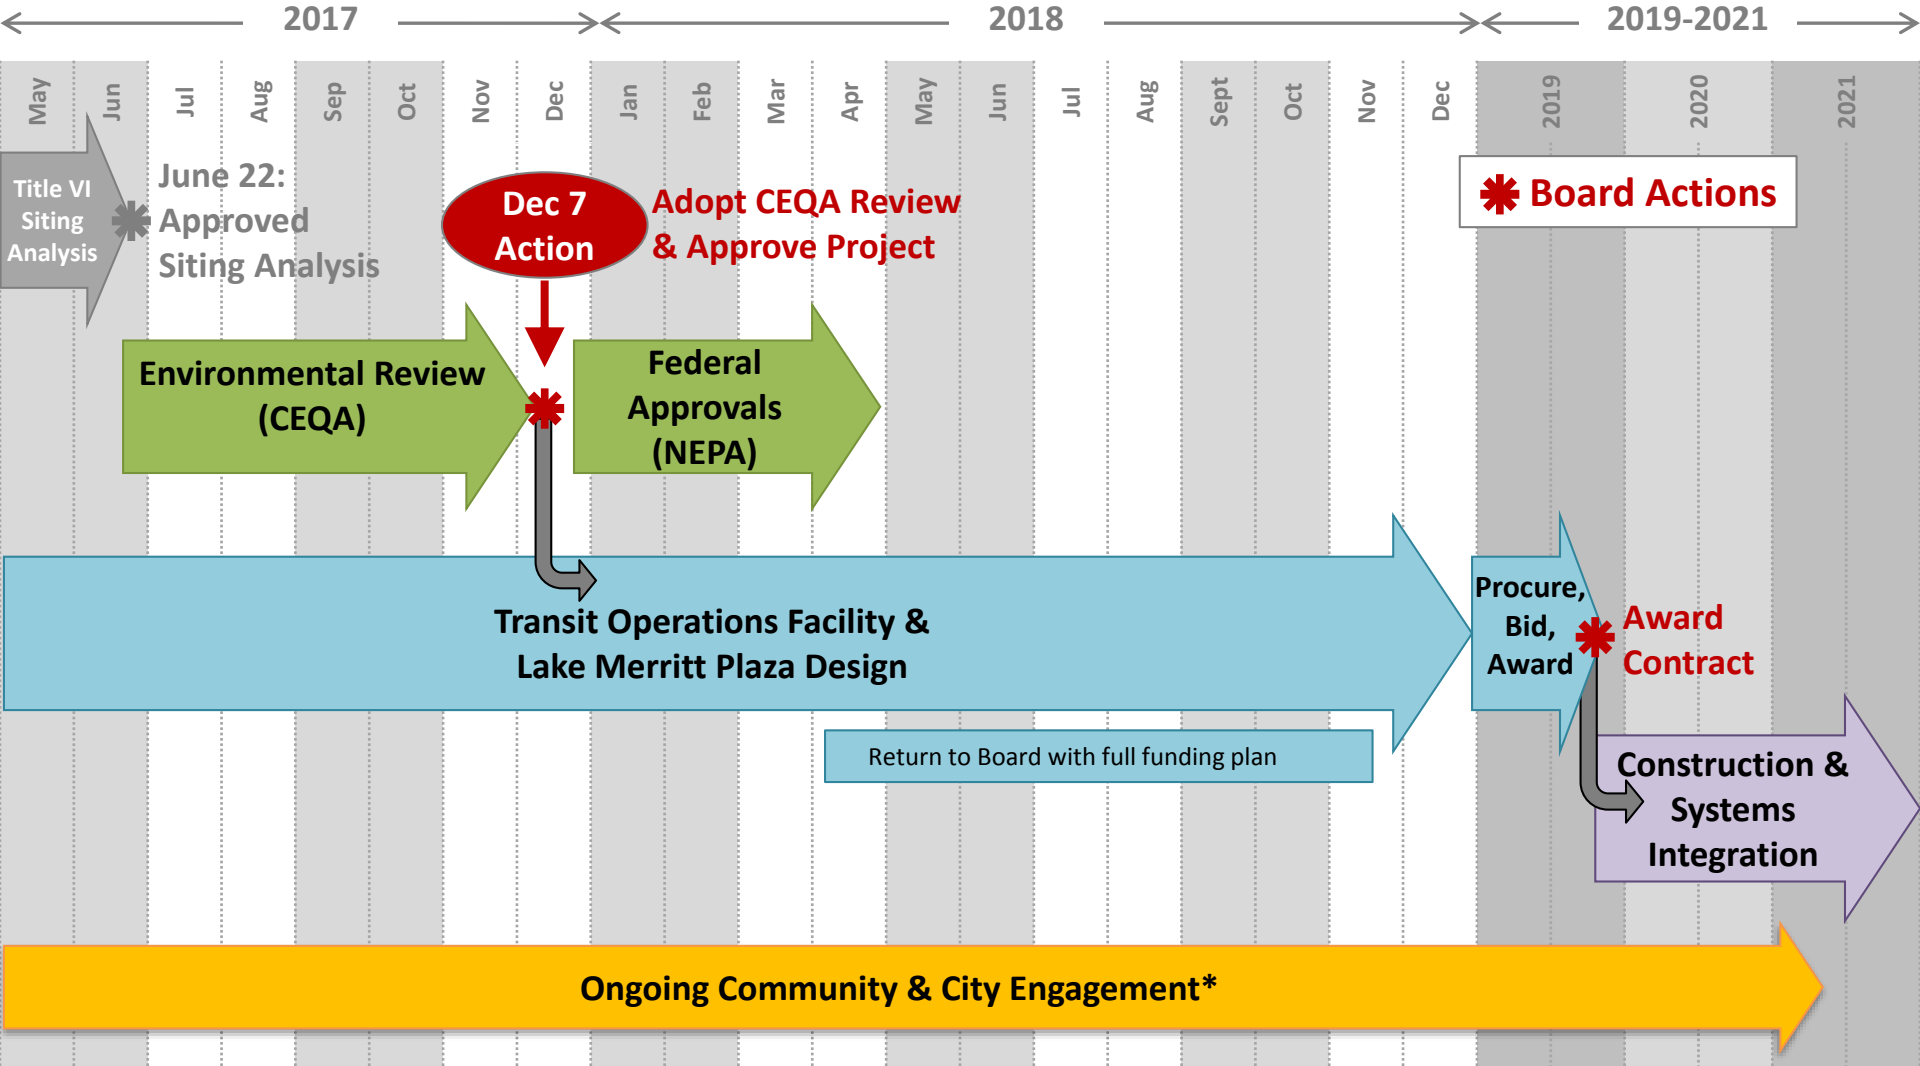 2017
2018
2019-2021
May
Jun
Jul
Aug
Sep
Oct
Nov
Dec
Jan
Feb
Mar
Apr
May
Jun
Jul
Aug
Sept
Oct
Nov
Dec
2019
2020
2021
Title VI
Siting
Analysis
June 22:
Approved
Siting Analysis
Dec 7
Action
Adopt CEQA Review
& Approve Project
Board Actions
Environmental Review
(CEQA)
Federal
Approvals
(NEPA)
Transit Operations Facility &
Lake Merritt Plaza Design
Procure,
Bid,
Award
Award
Contract
Return to Board with full funding plan
Construction &
Systems
Integration
Ongoing Community & City Engagement*